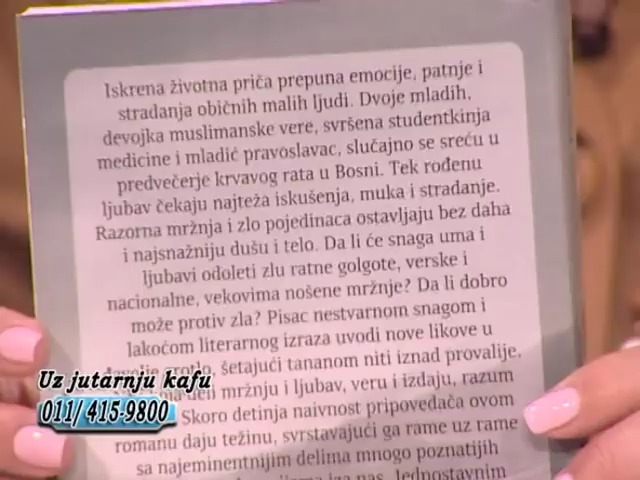 Iskrena životna priča prepuna emocije, patnje i
stradanja običnih malih ljudi. Dvoje mladih,
devojka muslimanske vere, svršena studentkinja
medicine i mladić pravoslavac, slučajno se sreću u
predvečerje krvavog rata u Bosni. Tek rođenu
ljubav čekaju najteža iskušenja, muka i stradanje.
Razorna mržnja i zlo pojedinaca ostavljaju bez daha
i najsnažniju dušu i telo. Da li će snaga uma i
ljubavi odoleti zlu ratne golgote, verske i
nacionalne, vekovima nošene mržnje? Da li dobro
može protiv zla? Pisac nestvarnom snagom i
lakoćom literarnog izraza uvodi nove likove u
grotlo, šetajući tananom niti iznad provalije,
deli mržnju i ljubav, veru i izdaju, razum
Skoro detinja naivnost pripovedača ovom
romanu daju težinu, svrstavajući ga rame uz rame
sa najeminentnijim delima mnogo poznatijih
iza nas. Jednostavnim
Uz jutarnju kafu
011/ 415-9800